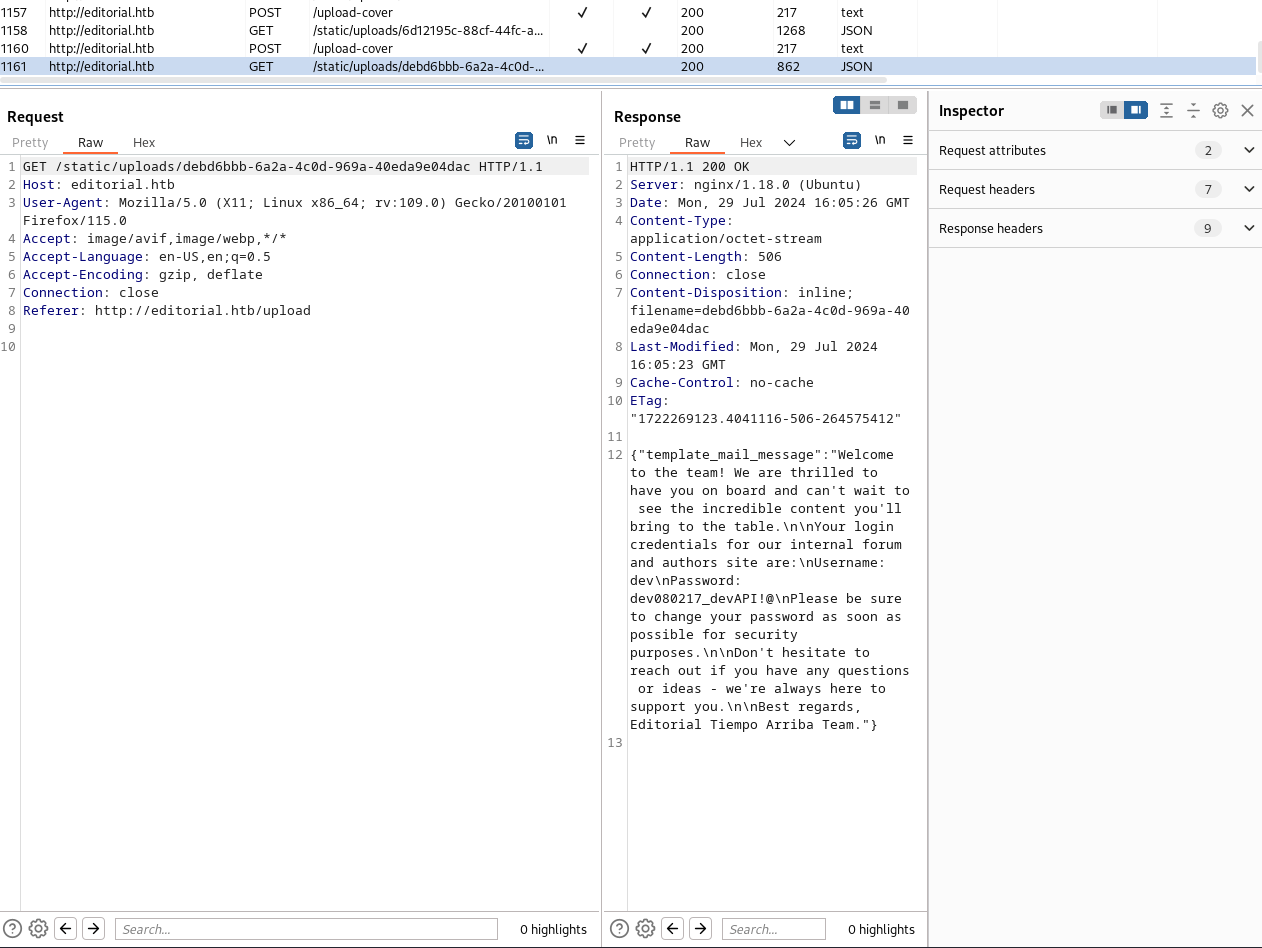 1157 http://editorial.htb POST /upload-cover ✓ ✓ 200 217 text
1158 http://editorial.htb GET /static/uploads/6d12195c-88cf-44fc-a... 200 1268 JSON
1160 http://editorial.htb POST /upload-cover ✓ ✓ 200 217 text
1161 http://editorial.htb GET /static/uploads/debd6bbb-6a2a-4c0d-... 200 862 JSON
Request
Pretty Raw Hex \n
1 GET /static/uploads/debd6bbb-6a2a-4c0d-969a-40eda9e04dac HTTP/1.1
2 Host: editorial.htb
3 User-Agent: Mozilla/5.0 (X11; Linux x86_64; rv:109.0) Gecko/20100101
Firefox/115.0
4 Accept: image/avif,image/webp,*/*
5 Accept-Language: en-US,en;q=0.5
6 Accept-Encoding: gzip, deflate
7 Connection: close
8 Referer: http://editorial.htb/upload
9
10
Search...
0 highlights
Response
Pretty Raw Hex \n
1 HTTP/1.1 200 OK
2 Server: nginx/1.18.0 (Ubuntu)
3 Date: Mon, 29 Jul 2024 16:05:26 GMT
4 Content-Type:
application/octet-stream
5 Content-Length: 506
6 Connection: close
7 Content-Disposition: inline;
filename=debd6bbb-6a2a-4c0d-969a-40
eda9e04dac
8 Last-Modified: Mon, 29 Jul 2024
16:05:23 GMT
9 Cache-Control: no-cache
10 ETag:
"1722269123.4041116-506-264575412"
11
12 {"template_mail_message":"Welcome
to the team! We are thrilled to
have you on board and can't wait to
see the incredible content you'll
bring to the table.\n\nYour login
credentials for our internal forum
and authors site are:\nUsername:
dev\nPassword:
dev080217_devAPI!@\nPlease be sure
to change your password as soon as
possible for security
purposes.\n\nDon't hesitate to
reach out if you have any questions
or ideas - we're always here to
support you.\n\nBest regards,
Editorial Tiempo Arriba Team."}
13
Search...
0 highlights
Inspector
Request attributes 2
Request headers 7
Response headers 9